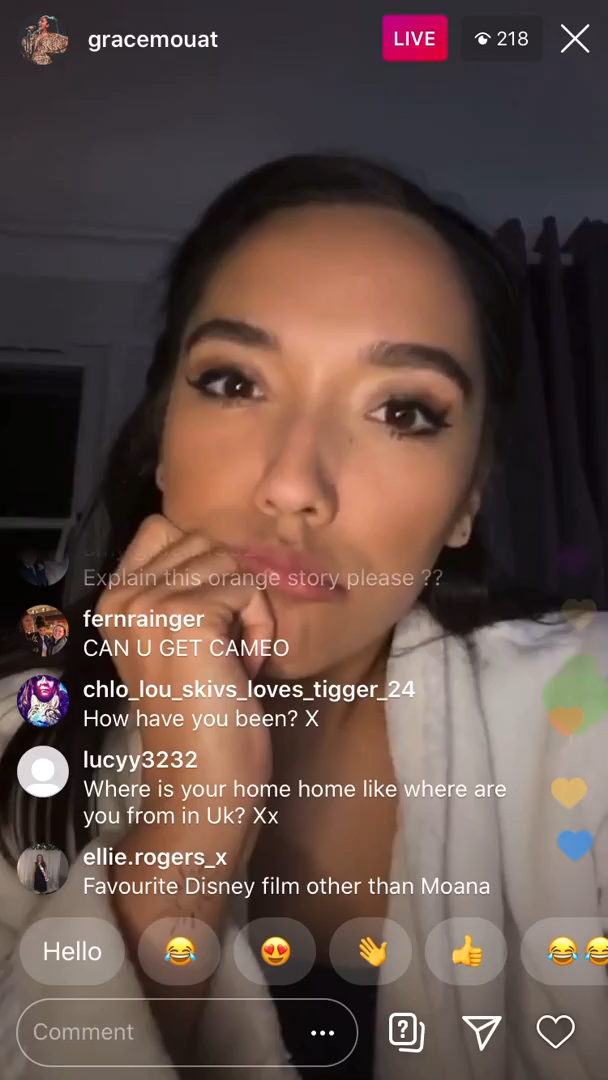 gracemouat
LIVE
218
Explain this orange story please ??
fernrainger
CAN U GET CAMEO
chlo_lou_skivs_loves_tigger_24
How have you been? X
lucyy3232
Where is your home home like where are
you from in Uk? Xx
ellie.rogers_x
Favourite Disney film other than Moana
Hello
Comment